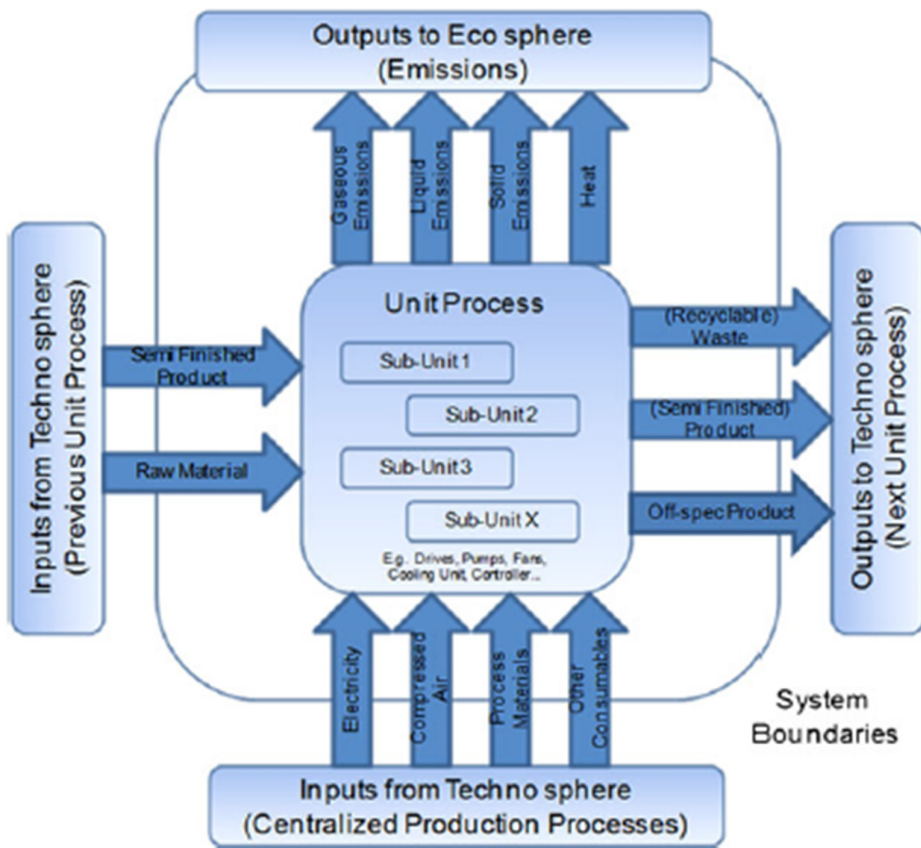 Outputs to Eco sphere
(Emissions)
Gaseous
Emissions
Liquid
Emissions
Solid
Emissions
Heat
Inputs from Techno sphere
(Previous Unit Process)
Semi Finished
Product
Raw Material
Unit Process
Sub-Unit 1
Sub-Unit 2
Sub-Unit 3
Sub-Unit X
E.g. Drives, Pumps, Fans,
Cooling Unit, Controller...
(Recyclable)
Waste
(Semi Finished)
Product
Off-spec Product
Outputs to Techno sphere
(Next Unit Process)
Electricity
Compressed
Air
Process
Materials
Other
Consumables
System
Boundaries
Inputs from Techno sphere
(Centralized Production Processes)